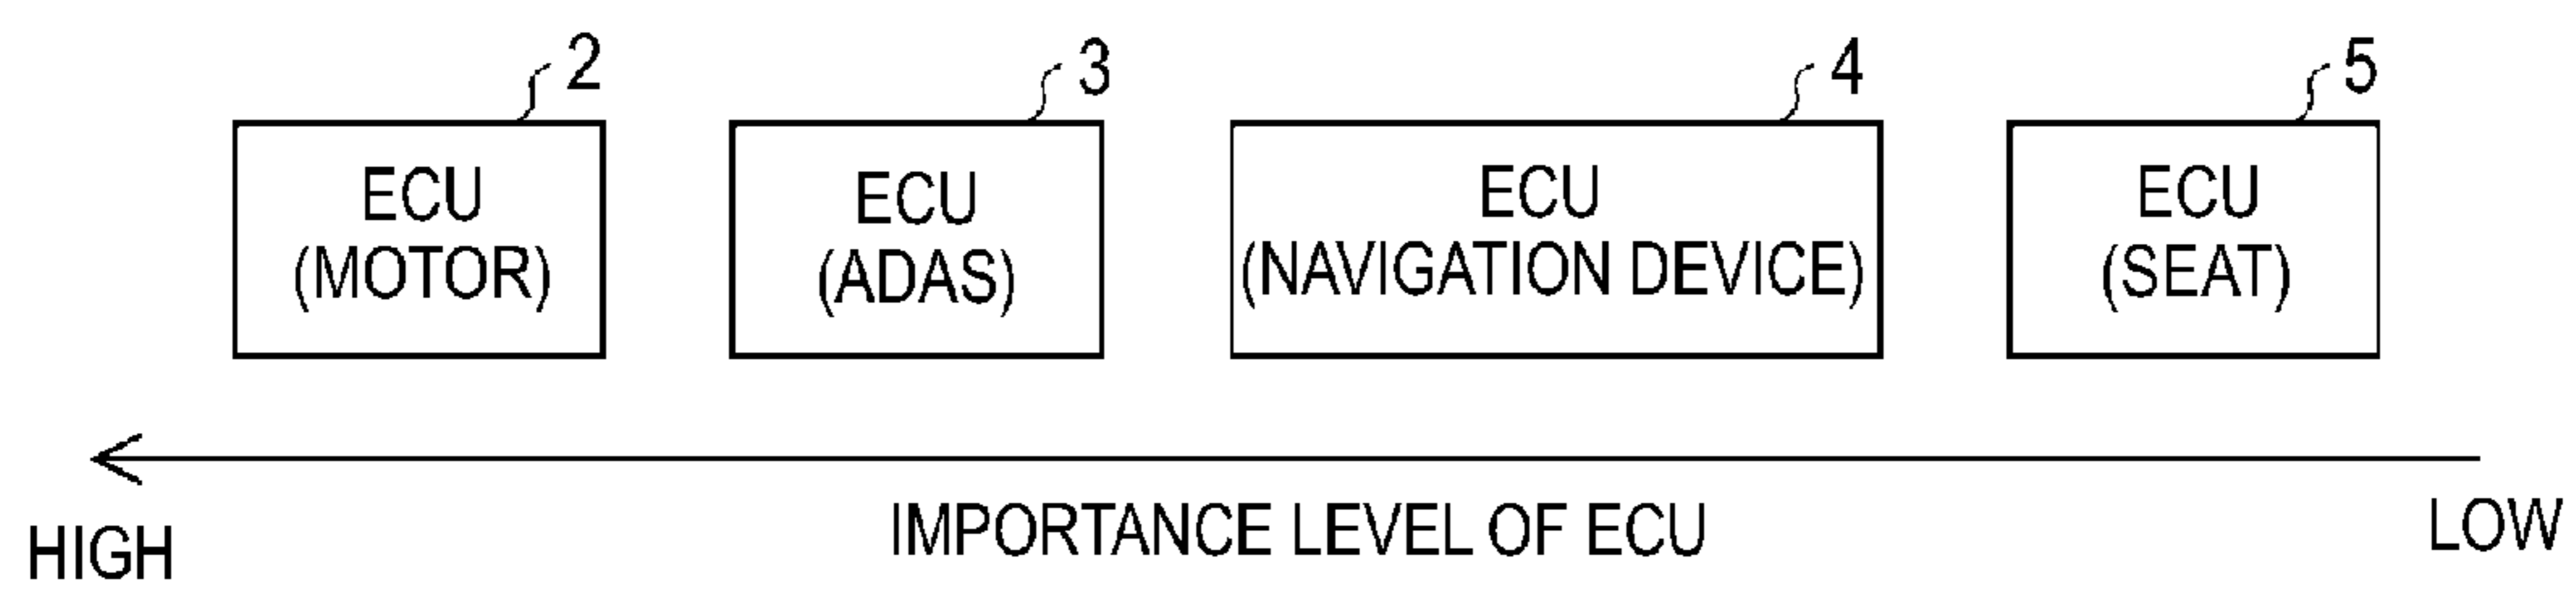 2
3
4
5
ECU
(MOTOR)
ECU
(ADAS)
ECU
(NAVIGATION DEVICE)
ECU
(SEAT)
HIGH
IMPORTANCE LEVEL OF ECU
LOW